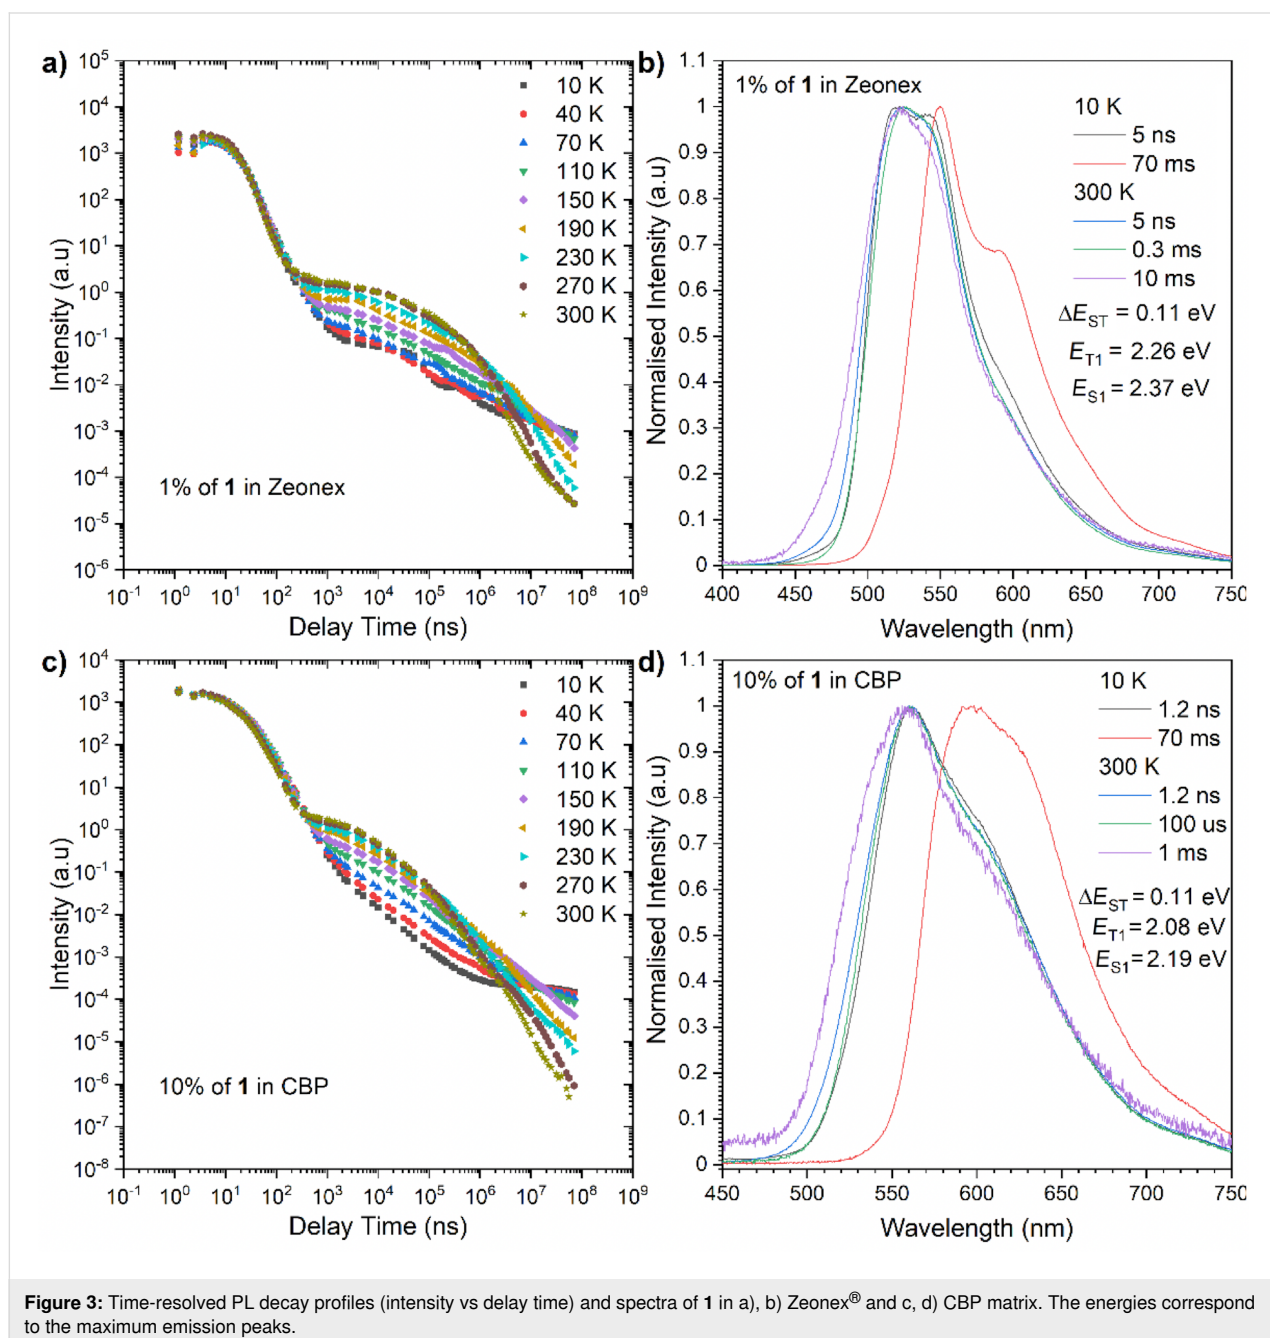 a)
10^5
10^4
10^3
10^2
10^1
10^0
10^-1
10^-2
10^-3
10^-4
10^-5
10^-6
Intensity (a.u)
10 K
40 K
70 K
110 K
150 K
190 K
230 K
270 K
300 K
1% of 1 in Zeonex
10^-1 10^0 10^1 10^2 10^3 10^4 10^5 10^6 10^7 10^8 10^9
Delay Time (ns)
b)
1.1
1
0.9
0.8
0.7
0.6
0.5
0.4
0.3
0.2
0.1
0
Normalised Intensity (a.u)
1% of 1 in Zeonex
10 K
5 ns
70 ms
300 K
5 ns
0.3 ms
10 ms
ΔE_ST = 0.11 eV
E_T1 = 2.26 eV
E_S1 = 2.37 eV
400 450 500 550 600 650 700 750
Wavelength (nm)
c)
10^4
10^3
10^2
10^1
10^0
10^-1
10^-2
10^-3
10^-4
10^-5
10^-6
10^-7
10^-8
Intensity (a.u)
10 K
40 K
70 K
110 K
150 K
190 K
230 K
270 K
300 K
10% of 1 in CBP
10^-1 10^0 10^1 10^2 10^3 10^4 10^5 10^6 10^7 10^8 10^9
Delay Time (ns)
d)
1.1
1
0.9
0.8
0.7
0.6
0.5
0.4
0.3
0.2
0.1
0
Normalised Intensity (a.u)
10% of 1 in CBP
10 K
1.2 ns
70 ms
300 K
1.2 ns
100 us
1 ms
ΔE_ST = 0.11 eV
E_T1 = 2.08 eV
E_S1 = 2.19 eV
450 500 550 600 650 700 750
Wavelength (nm)
Figure 3: Time-resolved PL decay profiles (intensity vs delay time) and spectra of 1 in a), b) Zeonex® and c, d) CBP matrix. The energies correspond
to the maximum emission peaks.